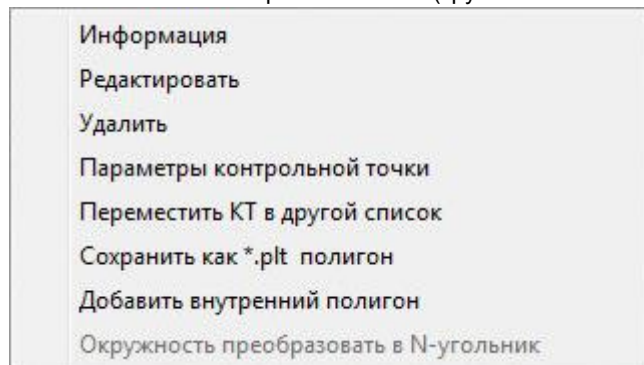 Информация
Редактировать
Удалить
Параметры контрольной точки
Переместить КТ в другой список
Сохранить как *.plt полигон
Добавить внутренний полигон
Окружность преобразовать в N-угольник